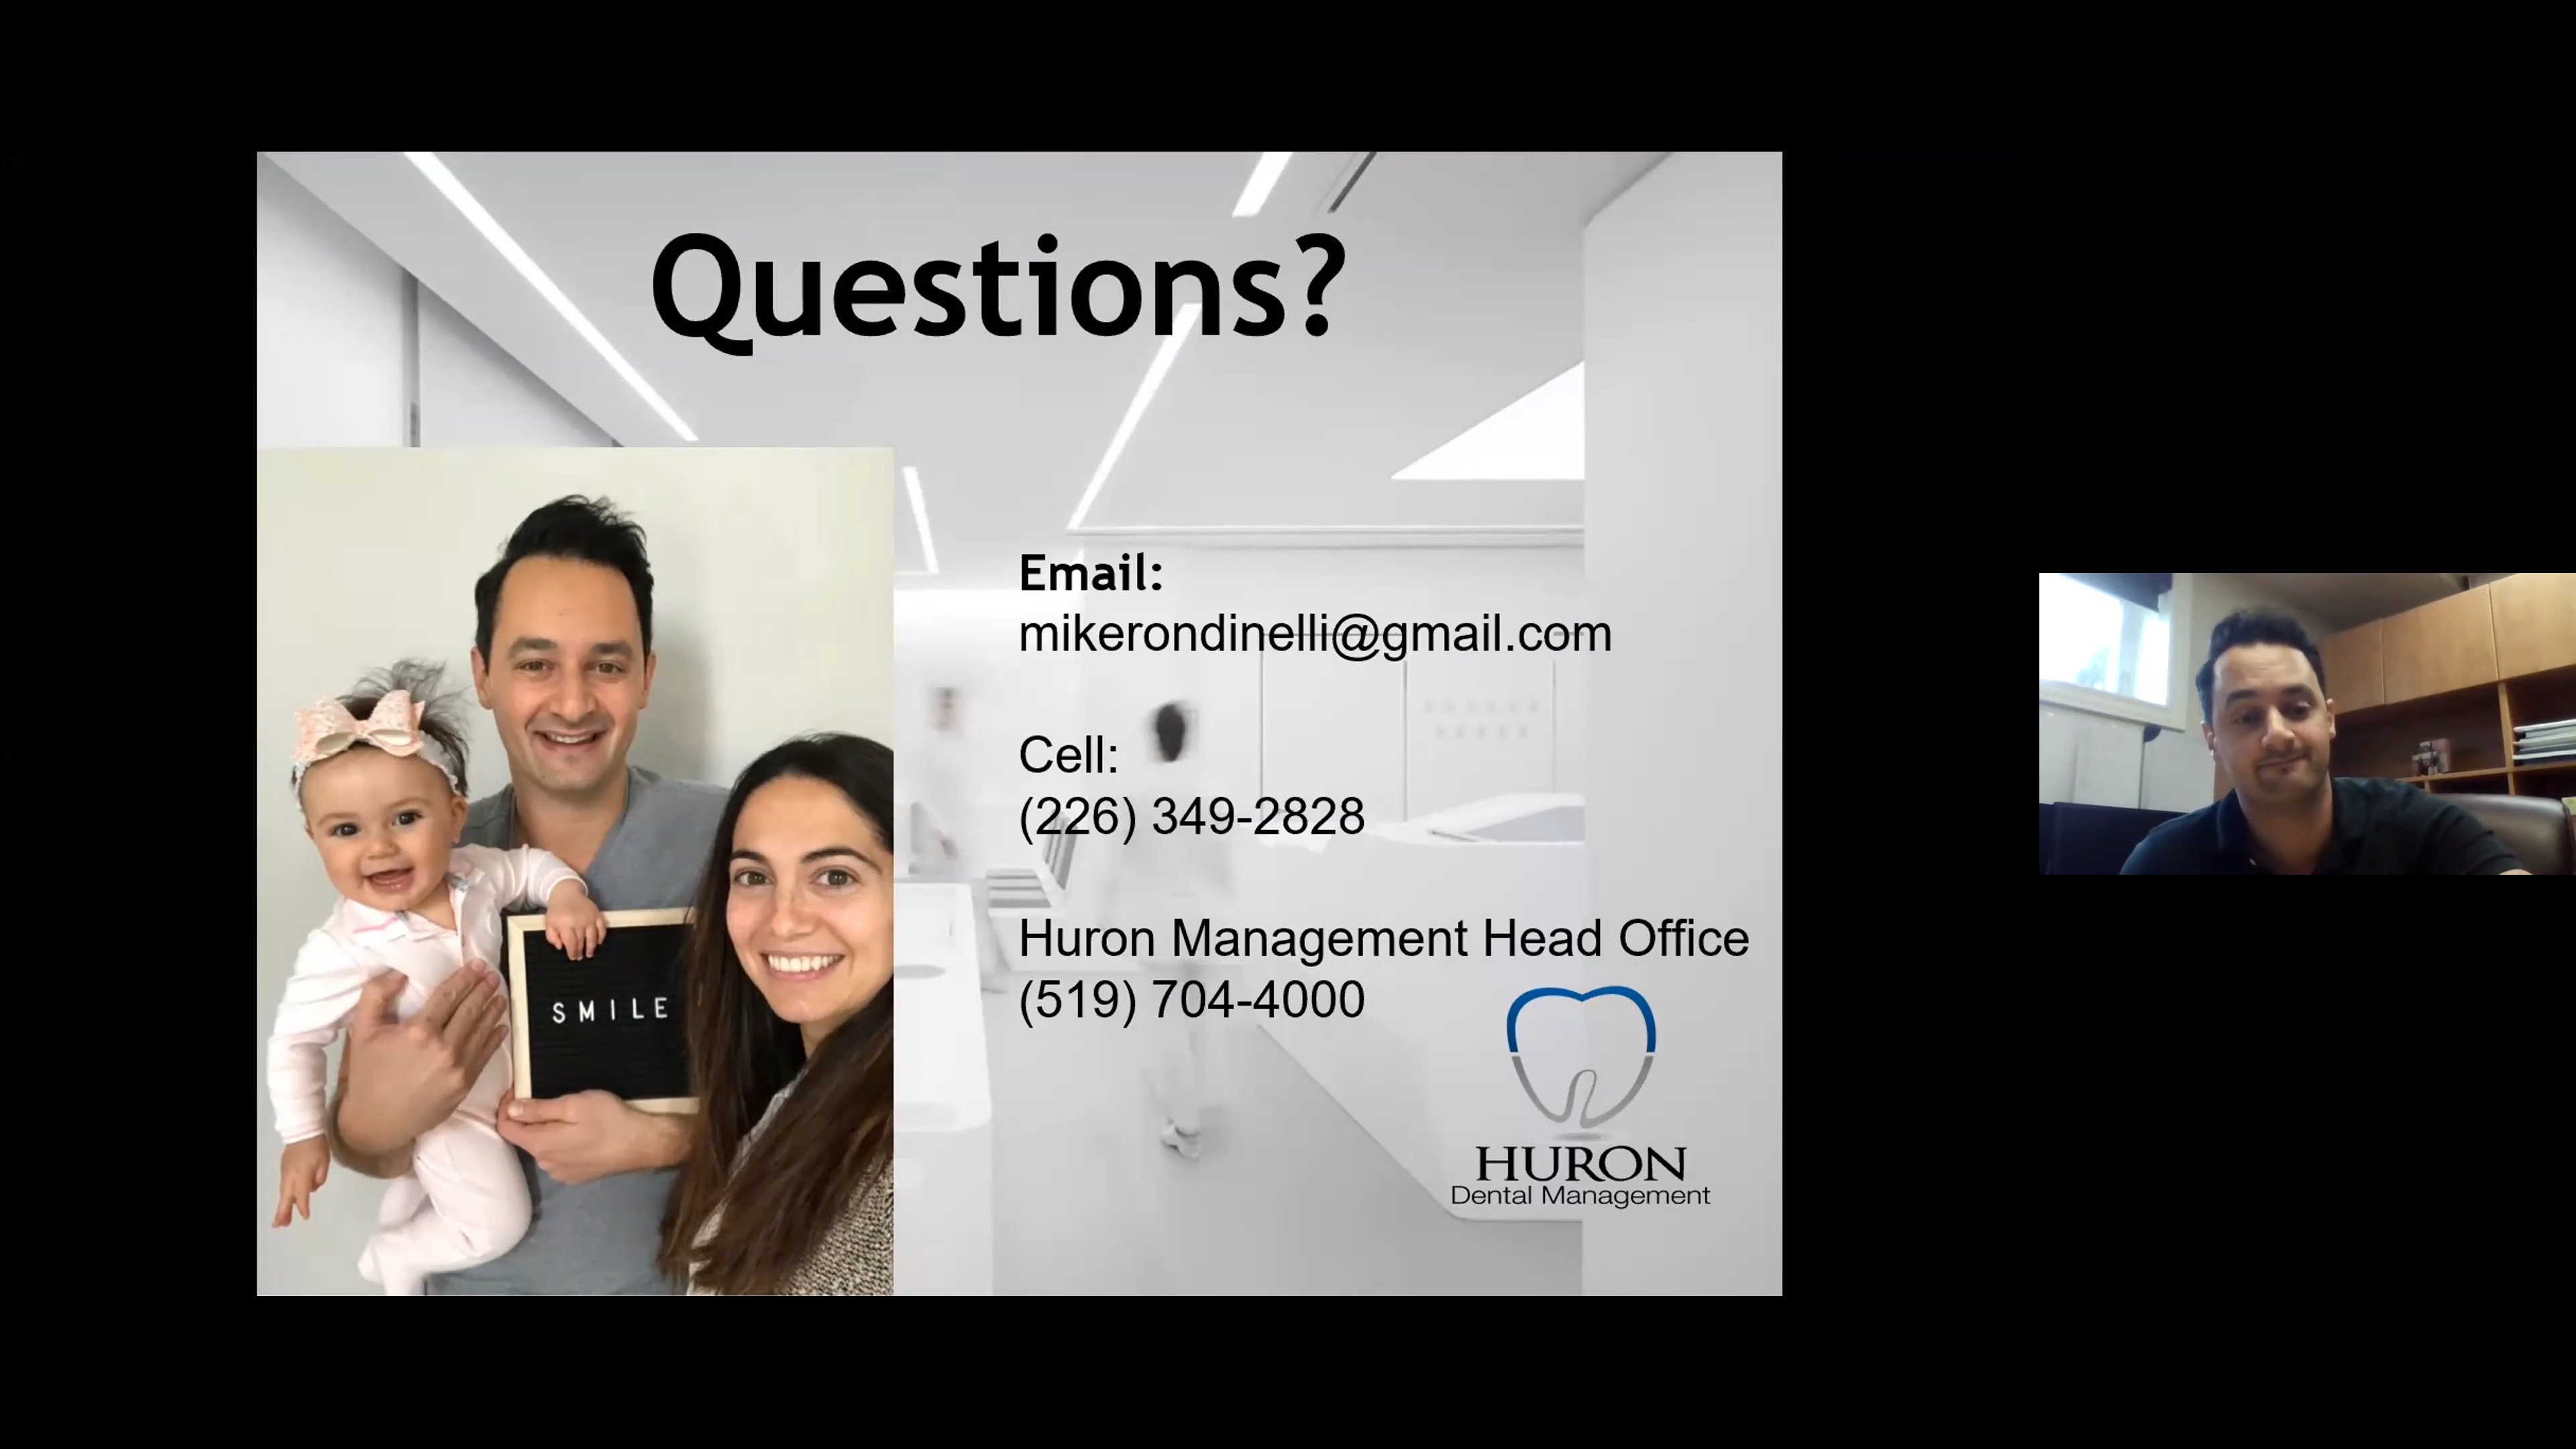 Questions?
Email:
mikerondinelli@gmail.com
Cell:
(226) 349-2828
Huron Management Head Office
(519) 704-4000
SMILE
HURON
Dental Management